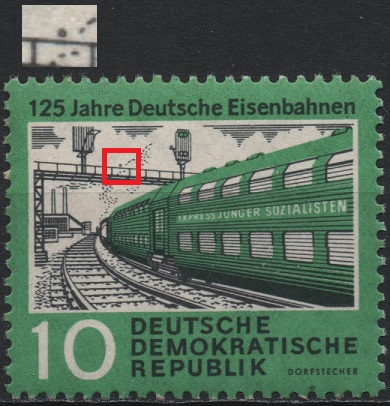 125 Jahre Deutsche Eisenbahnen
EXPRESS JUNGER SOZIALISTEN
10
DEUTSCHE
DEMOKRATISCHE
REPUBLIK
DORFSTECHER